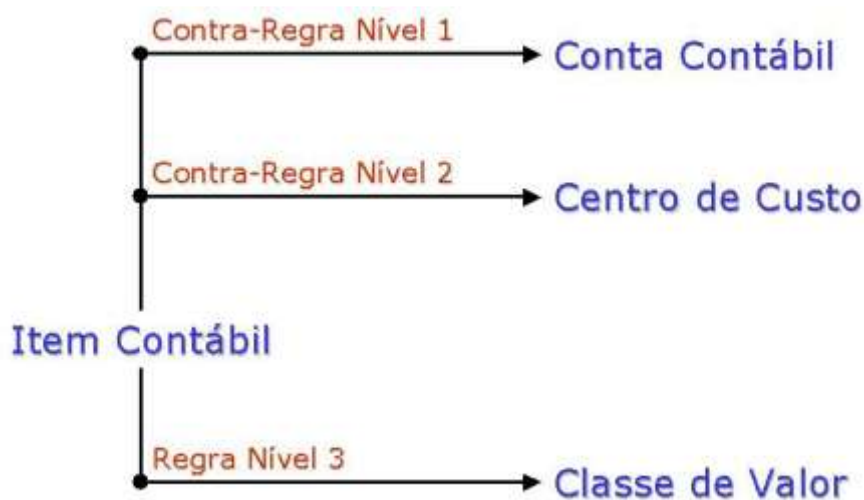 Contra-Regra Nível 1
Conta Contábil
Contra-Regra Nível 2
Centro de Custo
Item Contábil
Regra Nível 3
Classe de Valor